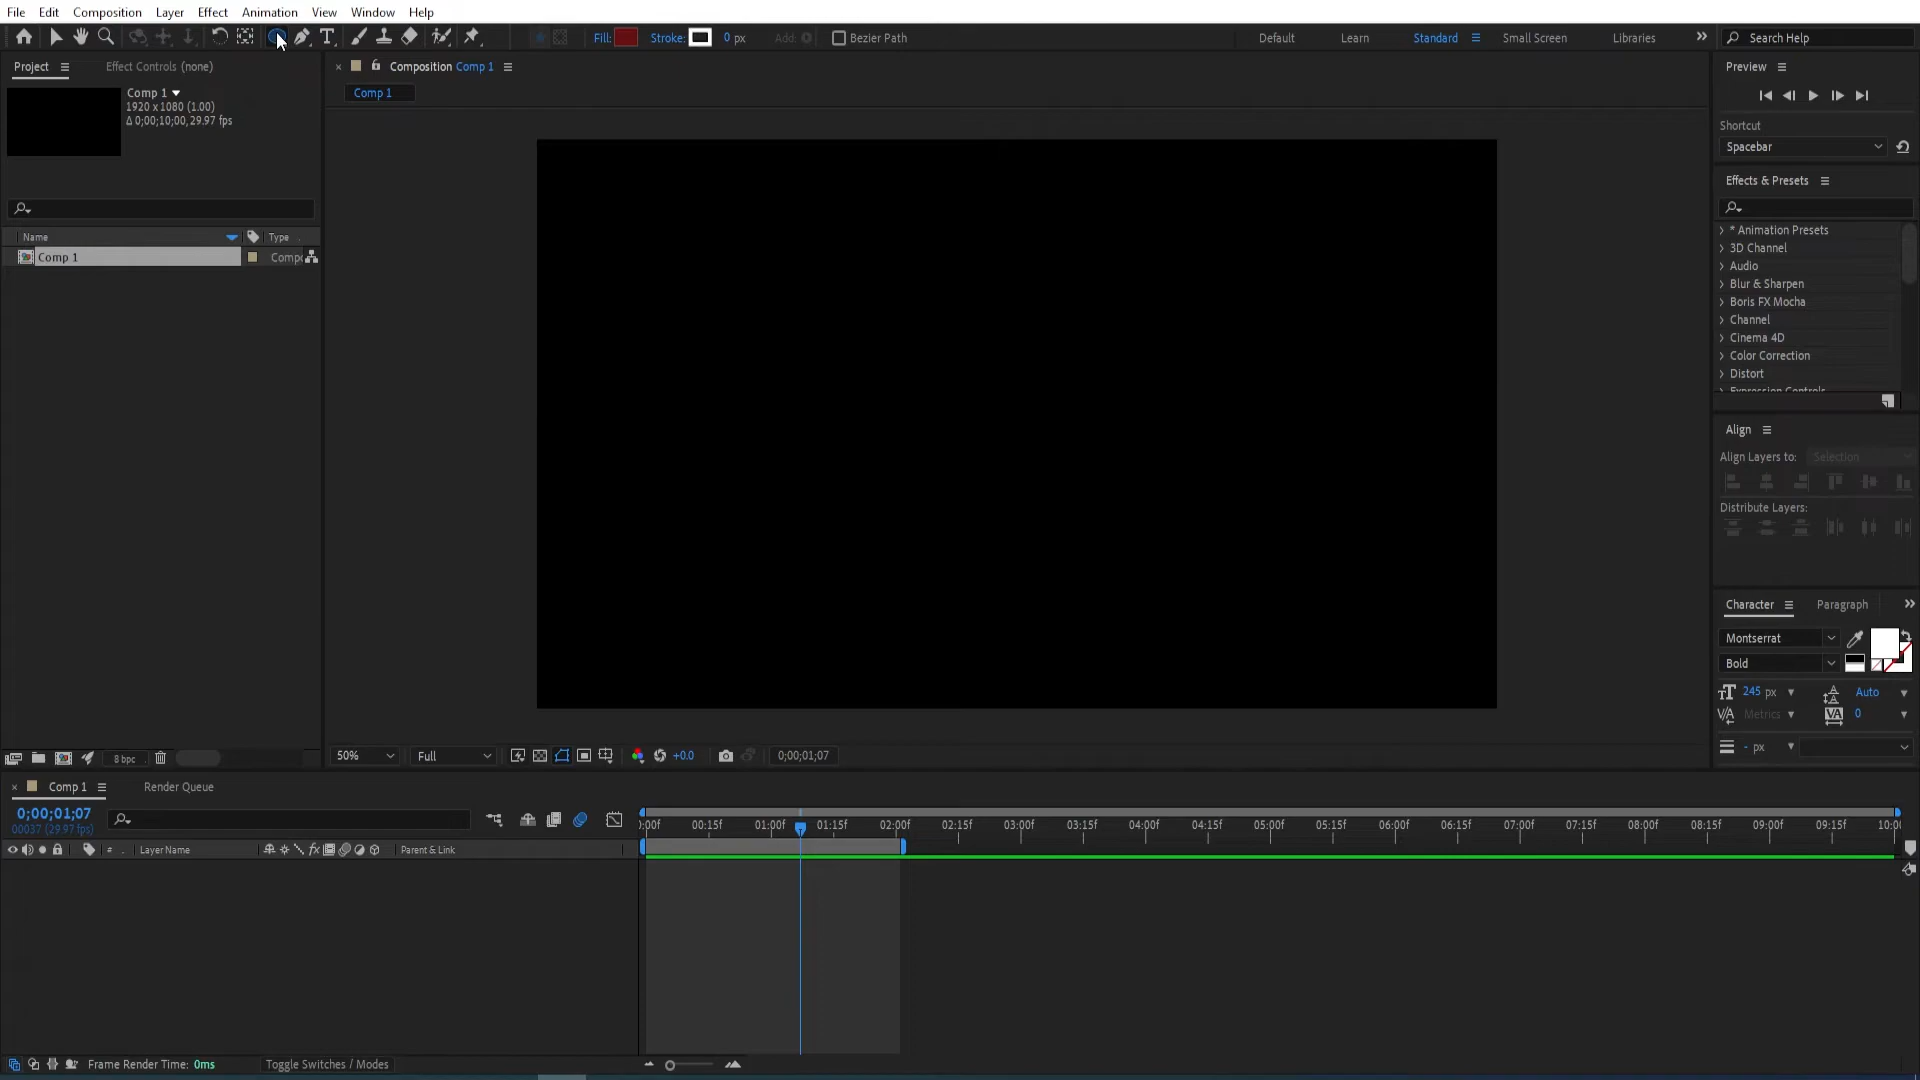 File Edit Composition Layer Effect Animation View Window Help
Fill: Stroke: 0 px Add: Bezier Path Default Learn Standard Small Screen Libraries Search Help
Project Effect Controls (none)
Composition Comp 1
Preview
Comp 1
1920 x 1080 (1.00)
Δ 0;00;10;00, 29.97 fps
Comp 1
Shortcut
Spacebar
Effects & Presets
Name Type
Comp 1
* Animation Presets
3D Channel
Audio
Blur & Sharpen
Boris FX Mocha
Channel
Cinema 4D
Color Correction
Distort
Expression Controls
Align
Align Layers to: Selection
Distribute Layers:
Character Paragraph
Montserrat
Bold
245 px Auto
Metrics 0
- px
8 bpc
50% Full +0.0 0;00;01;07
Comp 1 Render Queue
0;00;01;07
00037 (29.97 fps)
:00f 00:15f 01:00f 01:15f 02:00f 02:15f 03:00f 03:15f 04:00f 04:15f 05:00f 05:15f 06:00f 06:15f 07:00f 07:15f 08:00f 08:15f 09:00f 09:15f 10:0
# Layer Name fx Parent & Link
Frame Render Time: 0ms Toggle Switches / Modes